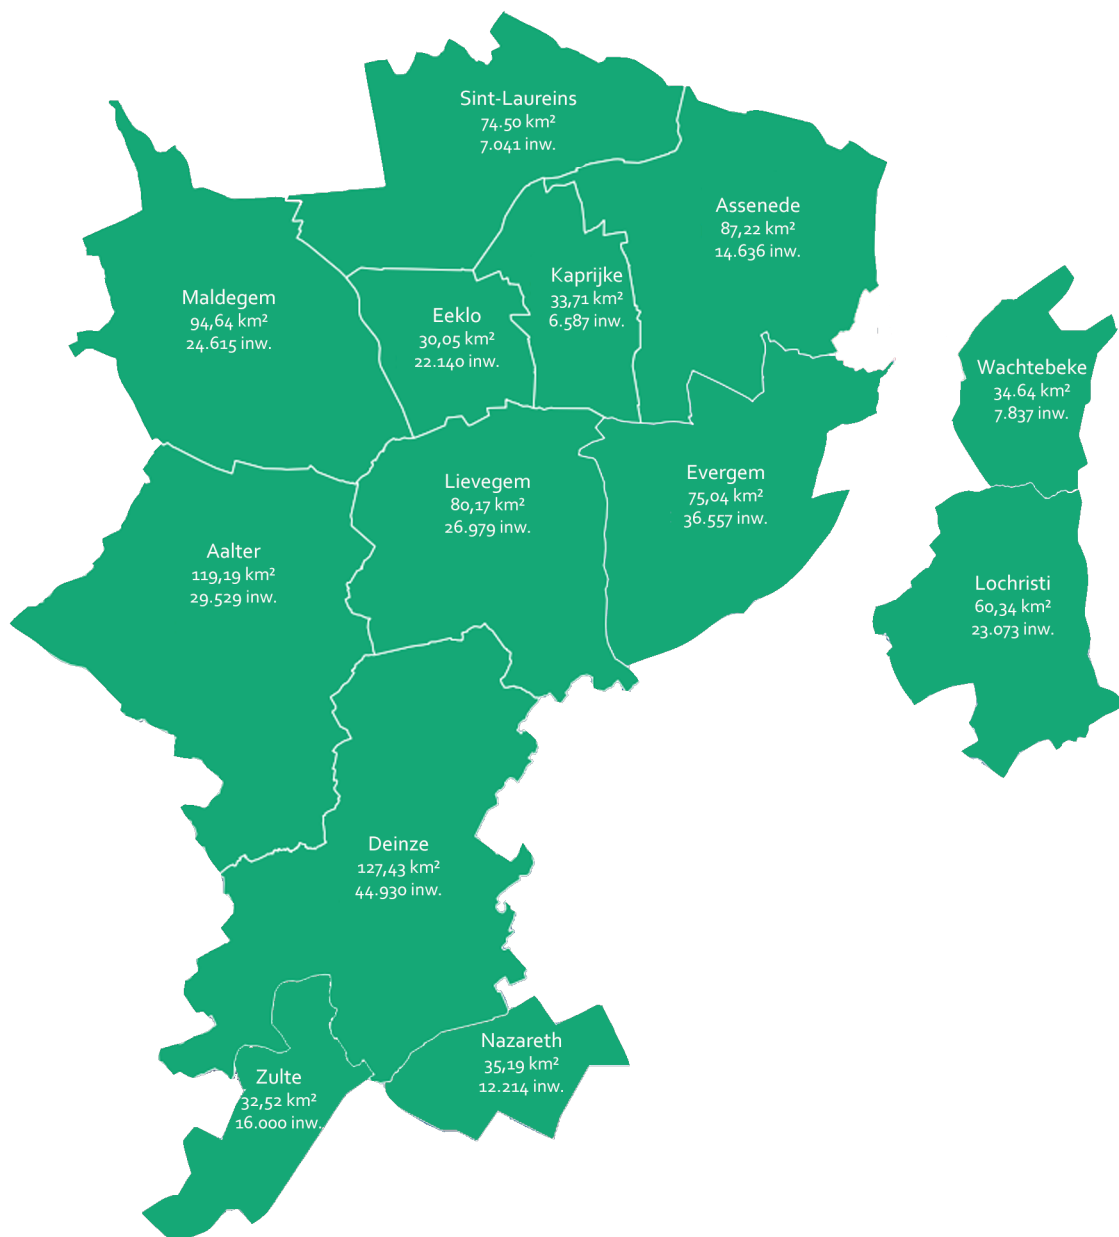 Sint-Laureins
74.50 km²
7.041 inw.
Assenede
87,22 km²
14.636 inw.
Kaprijke
33,71 km²
6.587 inw.
Maldegem
94,64 km²
24.615 inw.
Eeklo
30,05 km²
22.140 inw.
Wachtebeke
34.64 km²
7.837 inw.
Lievegem
80,17 km²
26.979 inw.
Evergem
75,04 km²
36.557 inw.
Aalter
119,19 km²
29.529 inw.
Lochristi
60,34 km²
23.073 inw.
Deinze
127,43 km²
44.930 inw.
Nazareth
35,19 km²
12.214 inw.
Zulte
32,52 km²
16.000 inw.